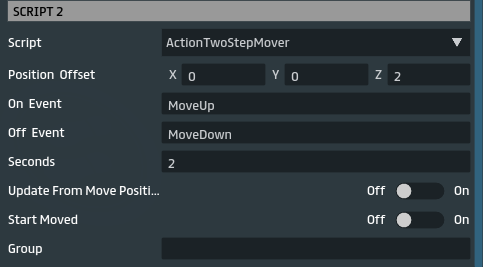 SCRIPT 2
Script ActionTwoStepMover
Position Offset X 0 Y 0 Z 2
On Event MoveUp
Off Event MoveDown
Seconds 2
Update From Move Positi... Off On
Start Moved Off On
Group